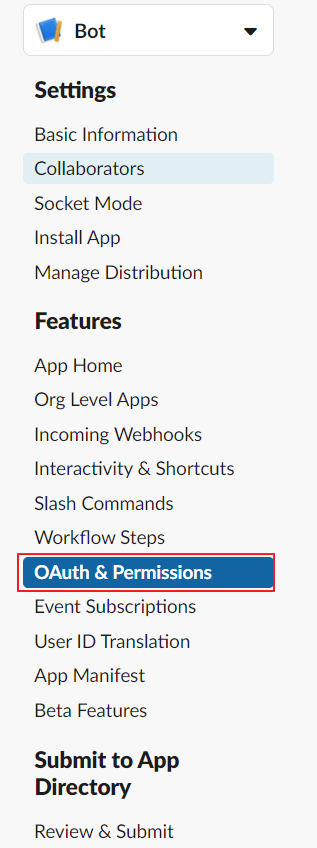 Bot
Settings
Basic Information
Collaborators
Socket Mode
Install App
Manage Distribution
Features
App Home
Org Level Apps
Incoming Webhooks
Interactivity & Shortcuts
Slash Commands
Workflow Steps
OAuth & Permissions
Event Subscriptions
User ID Translation
App Manifest
Beta Features
Submit to App
Directory
Review & Submit